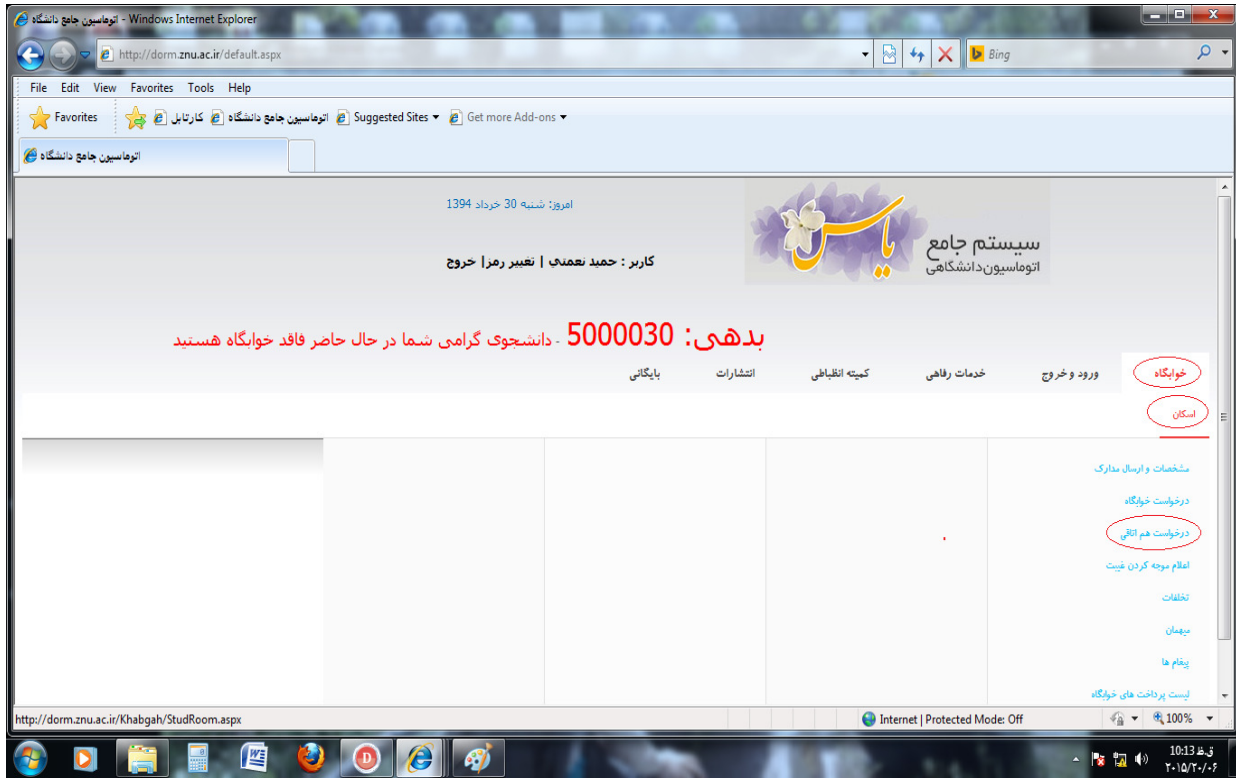 اتوماسیون جامع دانشگاه - Windows Internet Explorer
http://dorm.znu.ac.ir/default.aspx
Bing
File Edit View Favorites Tools Help
Favorites
کارتابل
اتوماسیون جامع دانشگاه
Suggested Sites
Get more Add-ons
اتوماسیون جامع دانشگاه
امروز: شنبه 30 خرداد 1394
یاس
سیستم جامع
اتوماسیون دانشگاهی
کاربر : حمید نعمتی | تغییر رمز| خروج
بدهی: 5000030 - دانشجوی گرامی شما در حال حاضر فاقد خوابگاه هستید
خوابگاه ورود و خروج خدمات رفاهی کمیته انظباطی انتشارات بایگانی
اسکان
مشخصات و ارسال مدارک
درخواست خوابگاه
درخواست هم اتاقی
اعلام موجه کردن غیبت
تخلفات
میهمان
پیغام ها
لیست پرداخت های خوابگاه
http://dorm.znu.ac.ir/Khabgah/StudRoom.aspx
Internet | Protected Mode: Off
100%
10:13 ق.ظ
۲۰۱۵/۲۰/۰۶